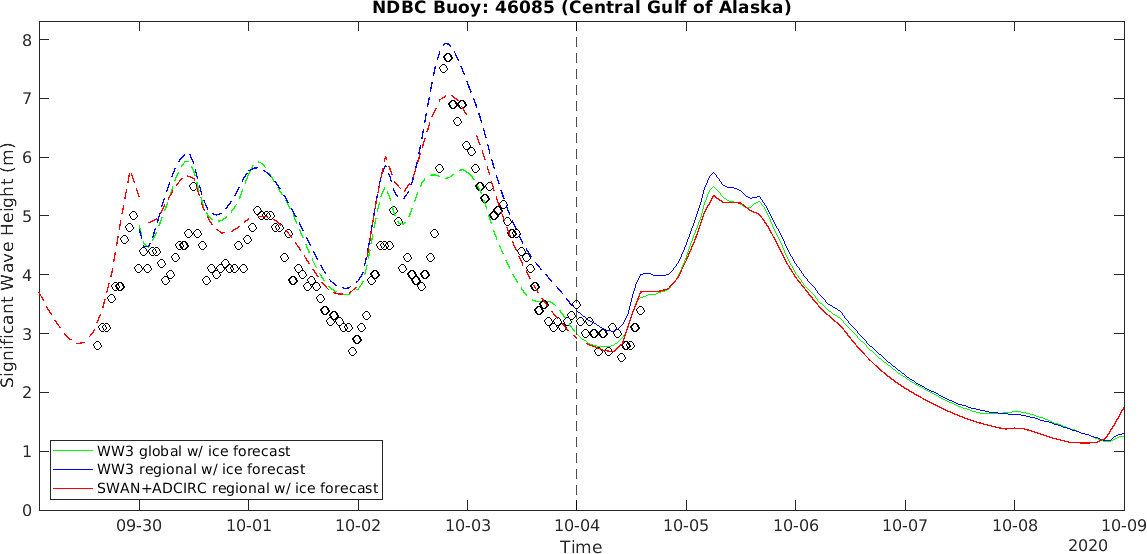 NDBC Buoy: 46085 (Central Gulf of Alaska)
8
7
6
5
4
3
2
1
0
Significant Wave Height (m)
WW3 global w/ ice forecast
WW3 regional w/ ice forecast
SWAN+ADCIRC regional w/ ice forecast
09-30 10-01 10-02 10-03 10-04 10-05 10-06 10-07 10-08 10-09
Time
2020